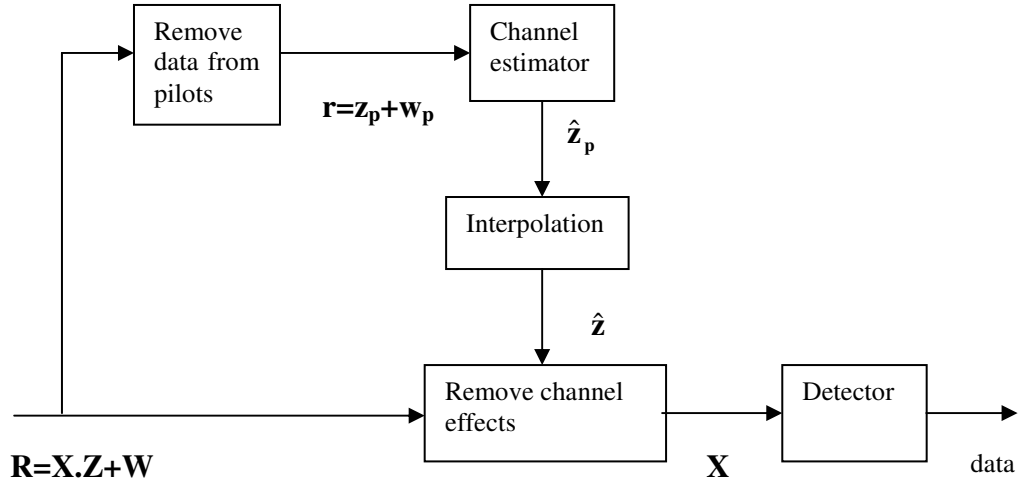 Remove
data from
pilots
Channel
estimator
r=zₚ+wₚ
ẑₚ
Interpolation
ẑ
Remove channel
effects
Detector
R=X.Z+W
X
data